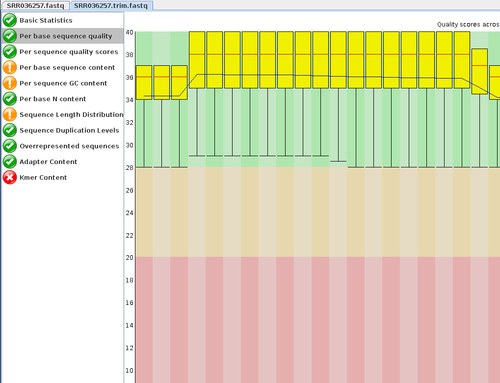 SRR036257.fastq SRR036257.trim.fastq
Basic Statistics
Per base sequence quality
Per sequence quality scores
Per base sequence content
Per sequence GC content
Per base N content
Sequence Length Distribution
Sequence Duplication Levels
Overrepresented sequences
Adapter Content
Kmer Content
Quality scores acros
40
38
36
34
32
30
28
26
24
22
20
18
16
14
12
10